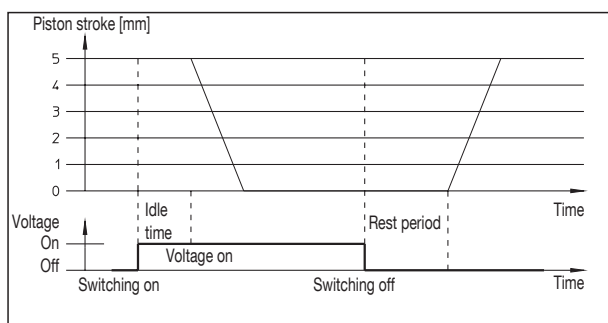 Piston stroke [mm]
5
4
3
2
1
0
Time
Voltage
Idle
time
Rest period
On
Off
Voltage on
Switching on
Switching off
Time